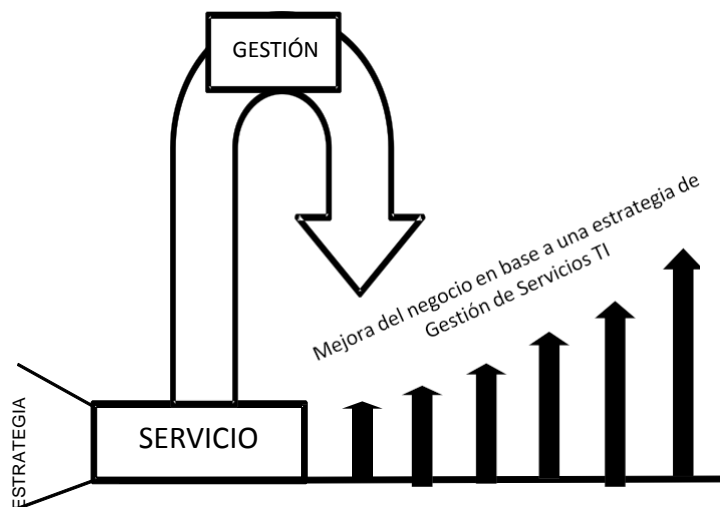 GESTIÓN
Mejora del negocio en base a una estrategia de
Gestión de Servicios TI
ESTRATEGIA
SERVICIO